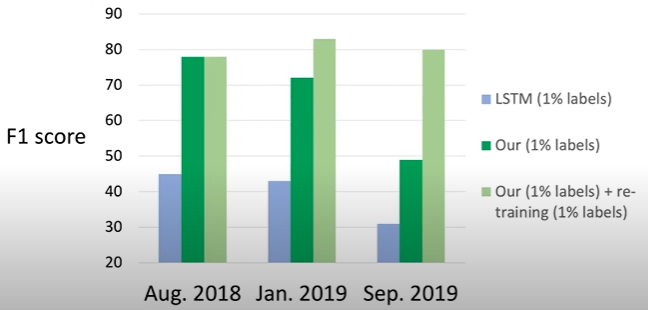 90
80
70
60
50
40
30
20
F1 score
Aug. 2018 Jan. 2019 Sep. 2019
LSTM (1% labels)
Our (1% labels)
Our (1% labels) + re-
training (1% labels)